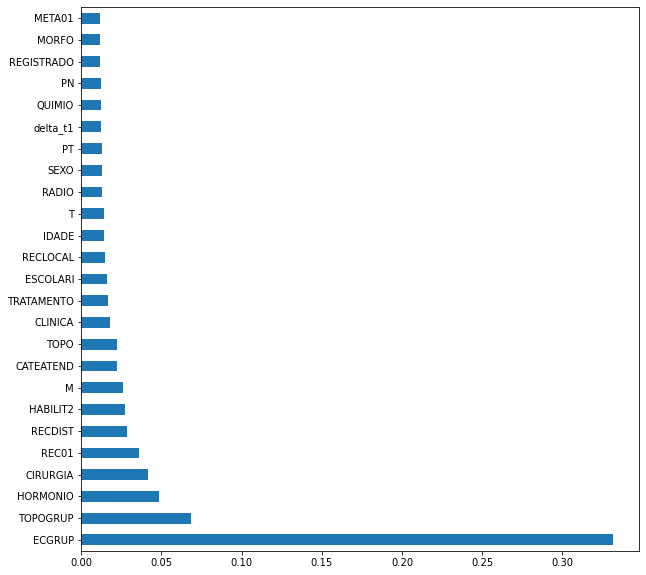 META01
MORFO
REGISTRADO
PN
QUIMIO
delta_t1
PT
SEXO
RADIO
T
IDADE
RECLOCAL
ESCOLARI
TRATAMENTO
CLINICA
TOPO
CATEATEND
M
HABILIT2
RECDIST
REC01
CIRURGIA
HORMONIO
TOPOGRUP
ECGRUP
0.00 0.05 0.10 0.15 0.20 0.25 0.30